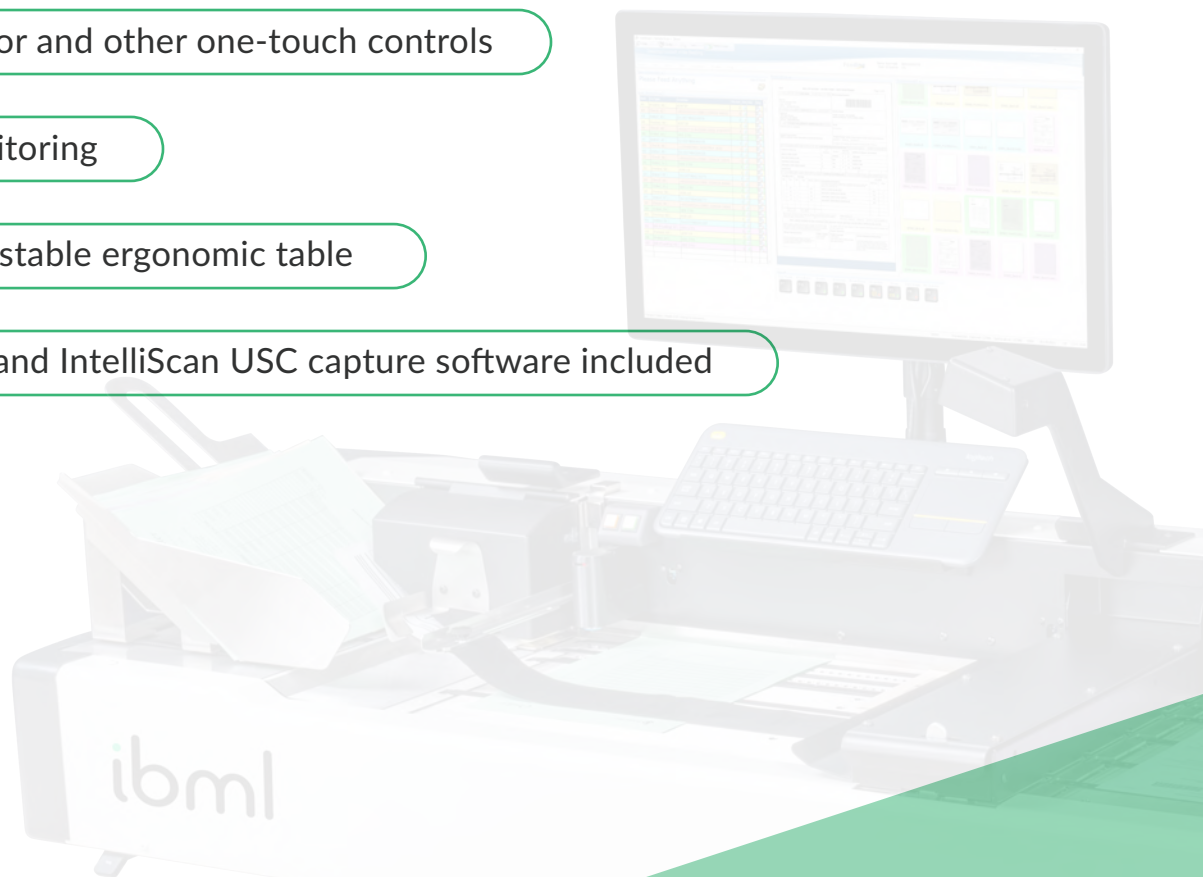 or and other one-touch controls
itoring
stable ergonomic table
and IntelliScan USC capture software included
ibml